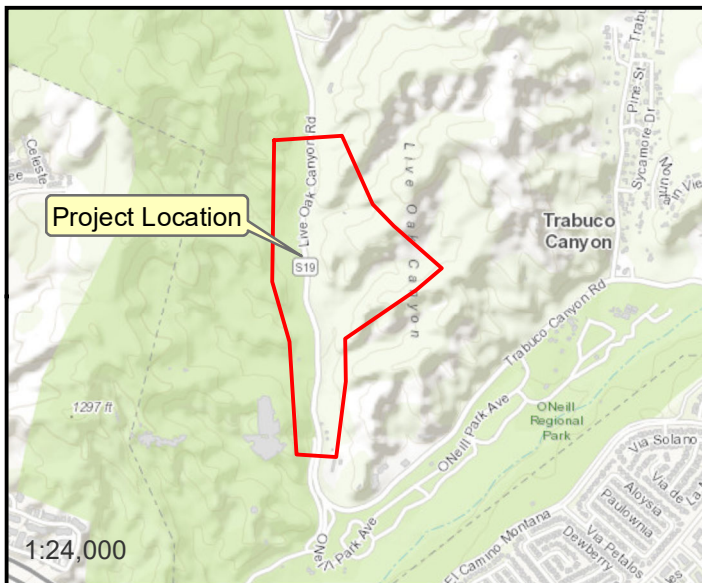 Live Oak Canyon Rd
Pine St
Sycamore Dr
Celeste
Live Oak Canyon
Project Location
Trabuco
Canyon
S19
Trabuco Canyon Rd
1297 ft
ONeill Park Ave
ONeill
Regional
Park
Via Solano
Via de
Aloysia
Paulownia
1:24,000
El Camino Montana
Via Petalos
Dewberry